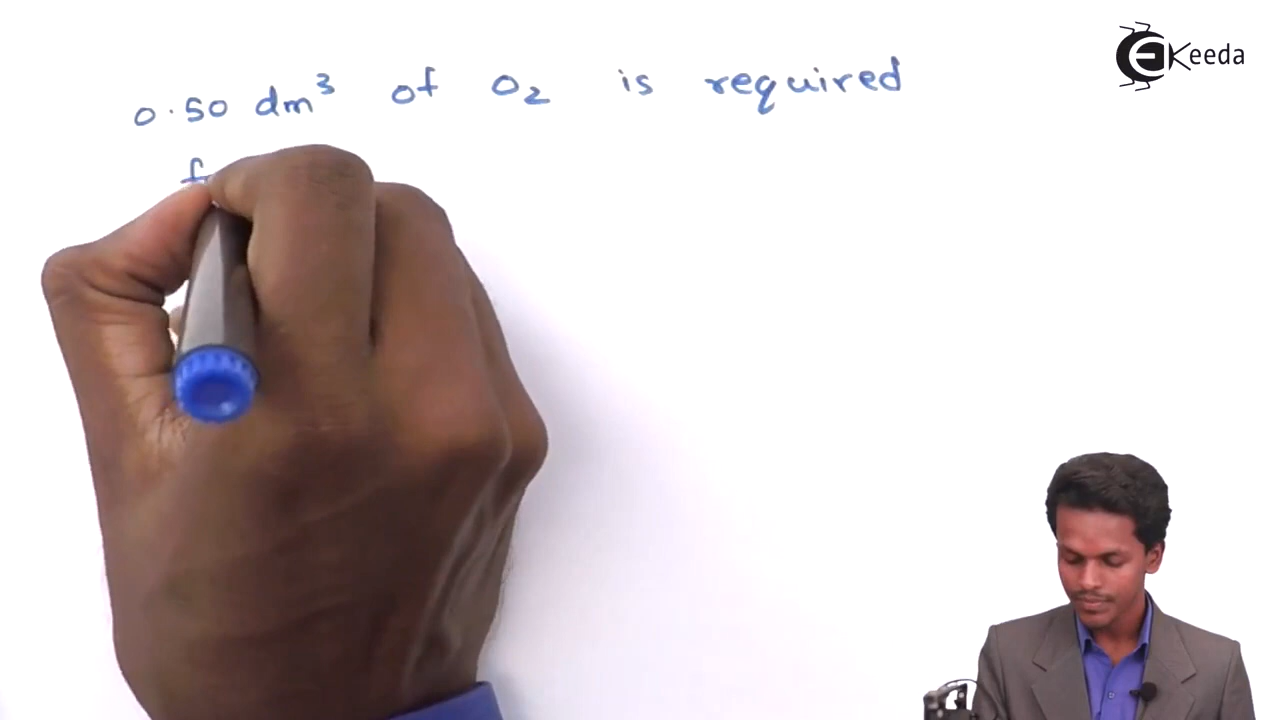 0.50 dm³ of O₂ is required
f
Keeda